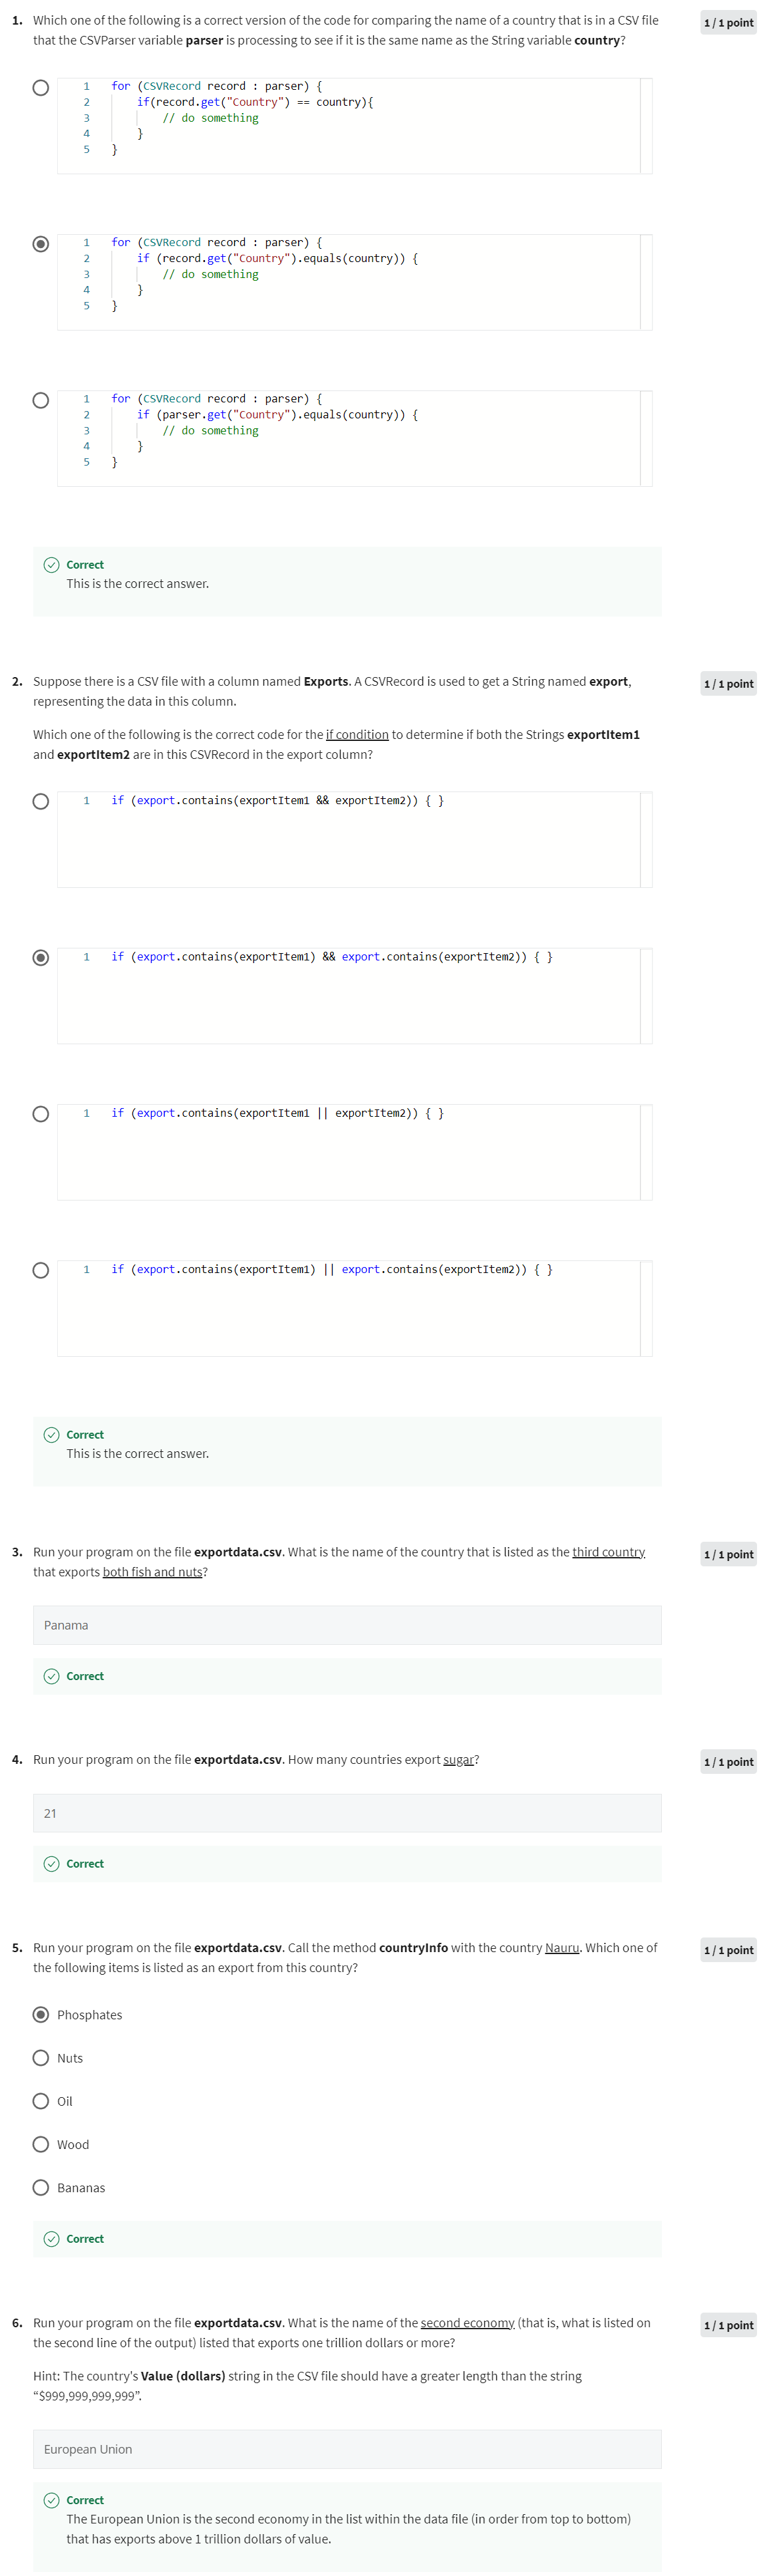 1. Which one of the following is a correct version of the code for comparing the name of a country that is in a CSV file
that the CSVParser variable parser is processing to see if it is the same name as the String variable country?
1 / 1 point
1 for (CSVRecord record : parser) {
2 if(record.get("Country") == country){
3 // do something
4 }
5 }
1 for (CSVRecord record : parser) {
2 if (record.get("Country").equals(country)) {
3 // do something
4 }
5 }
1 for (CSVRecord record : parser) {
2 if (parser.get("Country").equals(country)) {
3 // do something
4 }
5 }
Correct
This is the correct answer.
2. Suppose there is a CSV file with a column named Exports. A CSVRecord is used to get a String named export,
representing the data in this column.
1 / 1 point
Which one of the following is the correct code for the if condition to determine if both the Strings exportItem1
and exportItem2 are in this CSVRecord in the export column?
1 if (export.contains(exportItem1 && exportItem2)) { }
1 if (export.contains(exportItem1) && export.contains(exportItem2)) { }
1 if (export.contains(exportItem1 || exportItem2)) { }
1 if (export.contains(exportItem1) || export.contains(exportItem2)) { }
Correct
This is the correct answer.
3. Run your program on the file exportdata.csv. What is the name of the country that is listed as the third country
that exports both fish and nuts?
1 / 1 point
Panama
Correct
4. Run your program on the file exportdata.csv. How many countries export sugar?
1 / 1 point
21
Correct
5. Run your program on the file exportdata.csv. Call the method countryInfo with the country Nauru. Which one of
the following items is listed as an export from this country?
1 / 1 point
Phosphates
Nuts
Oil
Wood
Bananas
Correct
6. Run your program on the file exportdata.csv. What is the name of the second economy (that is, what is listed on
the second line of the output) listed that exports one trillion dollars or more?
1 / 1 point
Hint: The country's Value (dollars) string in the CSV file should have a greater length than the string
“$999,999,999,999”.
European Union
Correct
The European Union is the second economy in the list within the data file (in order from top to bottom)
that has exports above 1 trillion dollars of value.